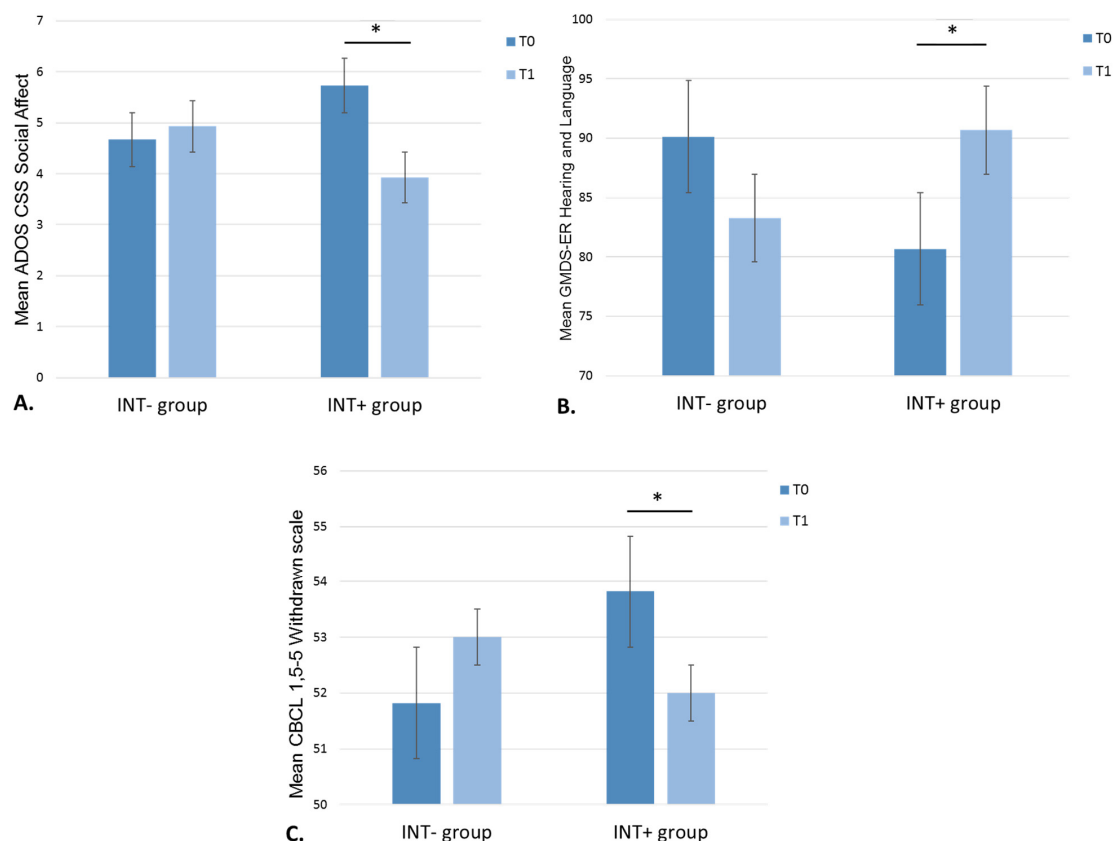 Mean ADOS CSS Social Affect
7
6
5
4
3
2
1
0
*
T0
T1
INT- group
INT+ group
A.
Mean GMDS-ER Hearing and Language
100
95
90
85
80
75
70
*
T0
T1
INT- group
INT+ group
B.
Mean CBCL 1,5-5 Withdrawn scale
56
55
54
53
52
51
50
*
T0
T1
INT- group
INT+ group
C.